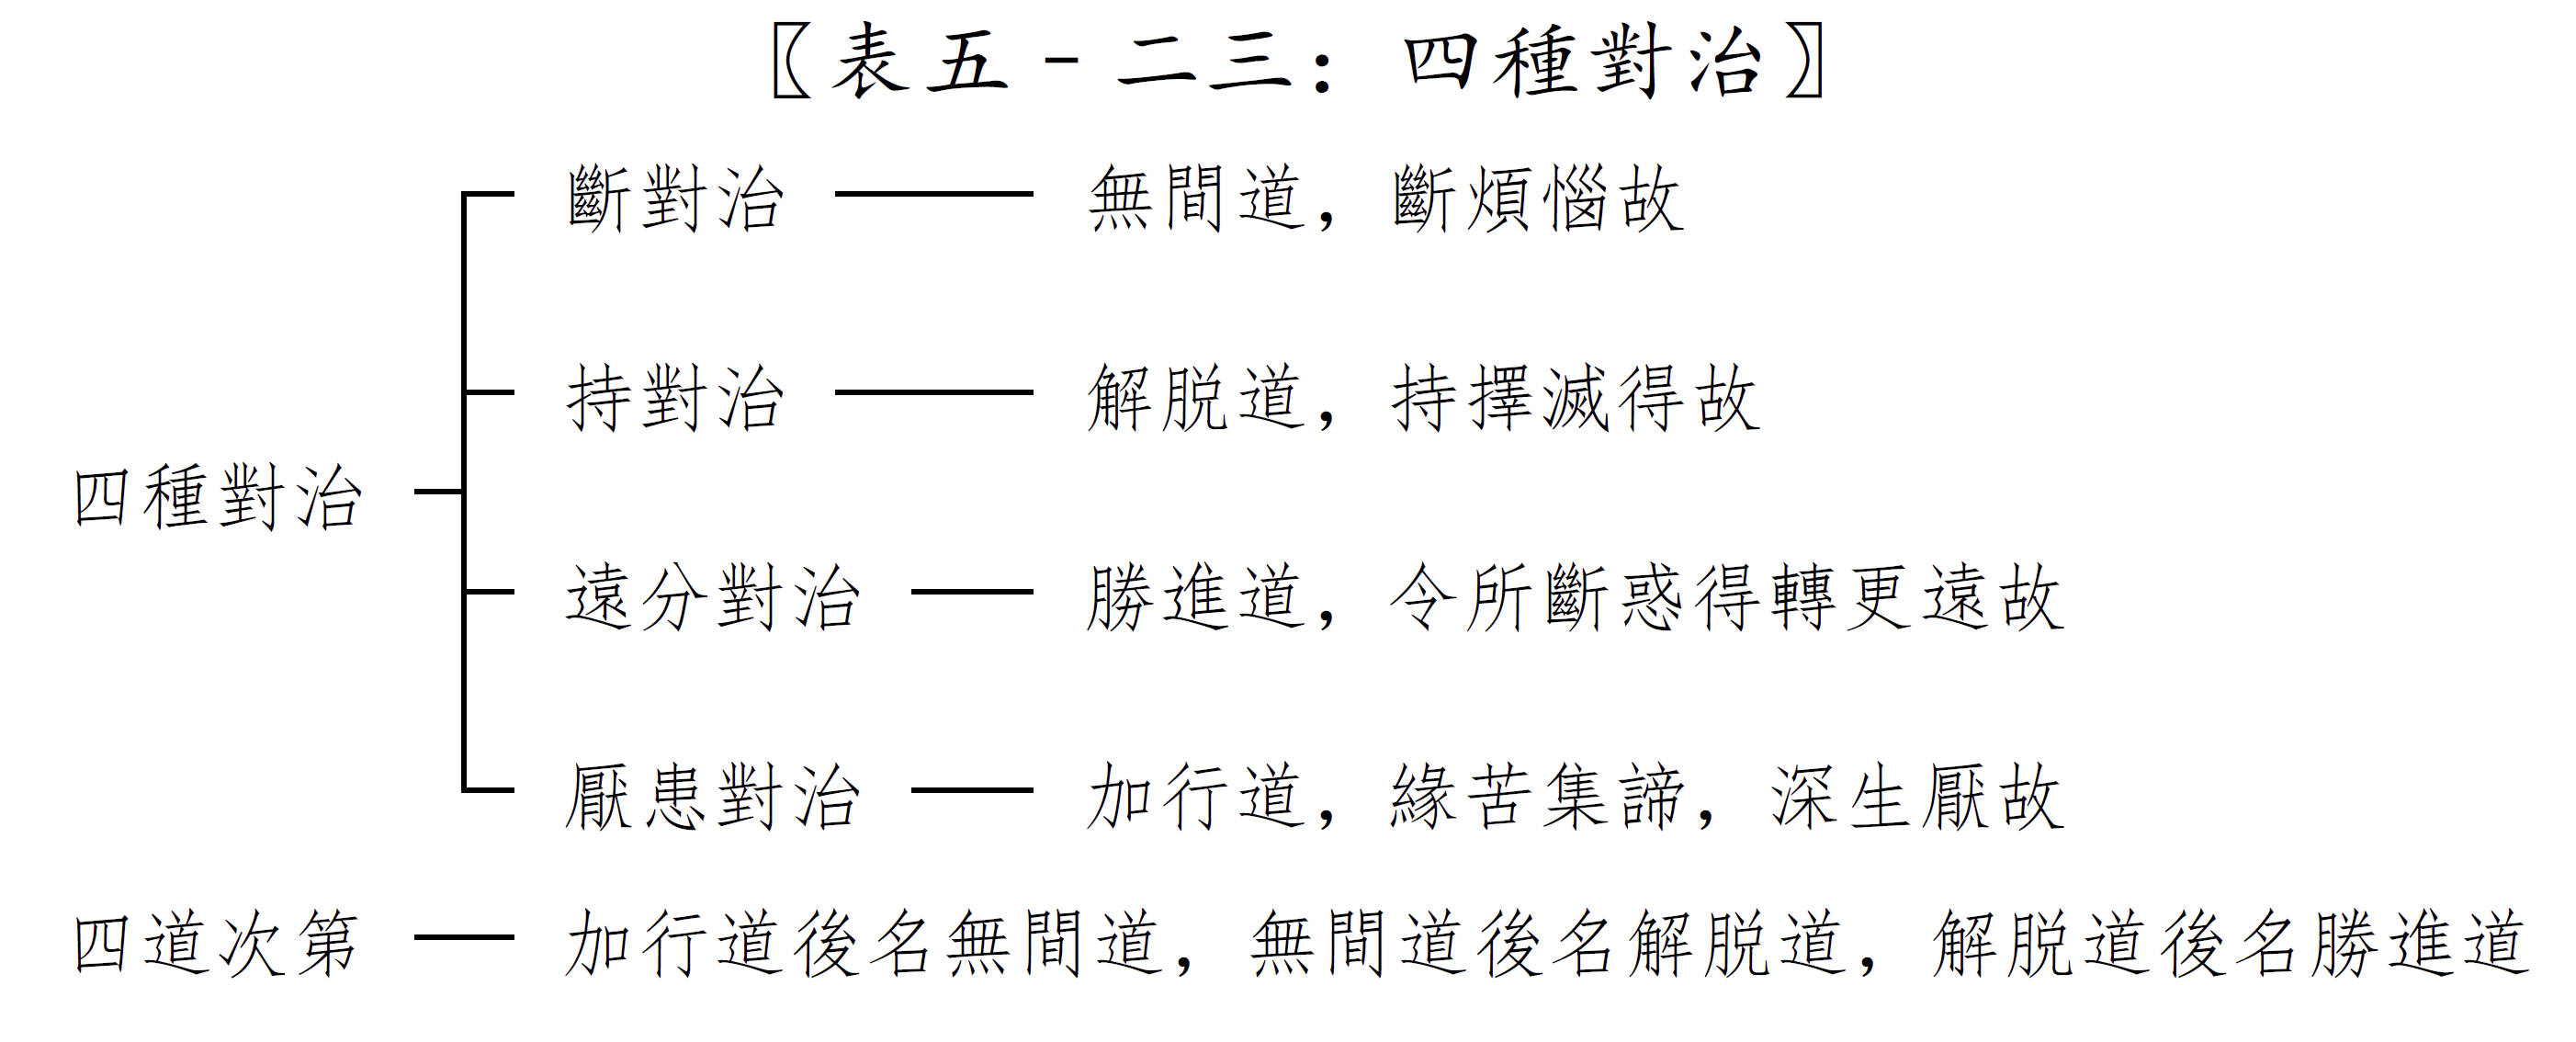 〖表五-二三：四種對治〗
斷對治 無間道，斷煩惱故
持對治 解脫道，持擇滅得故
四種對治
遠分對治 勝進道，令所斷惑得轉更遠故
厭患對治 加行道，緣苦集諦，深生厭故
四道次第 加行道後名無間道，無間道後名解脫道，解脫道後名勝進道